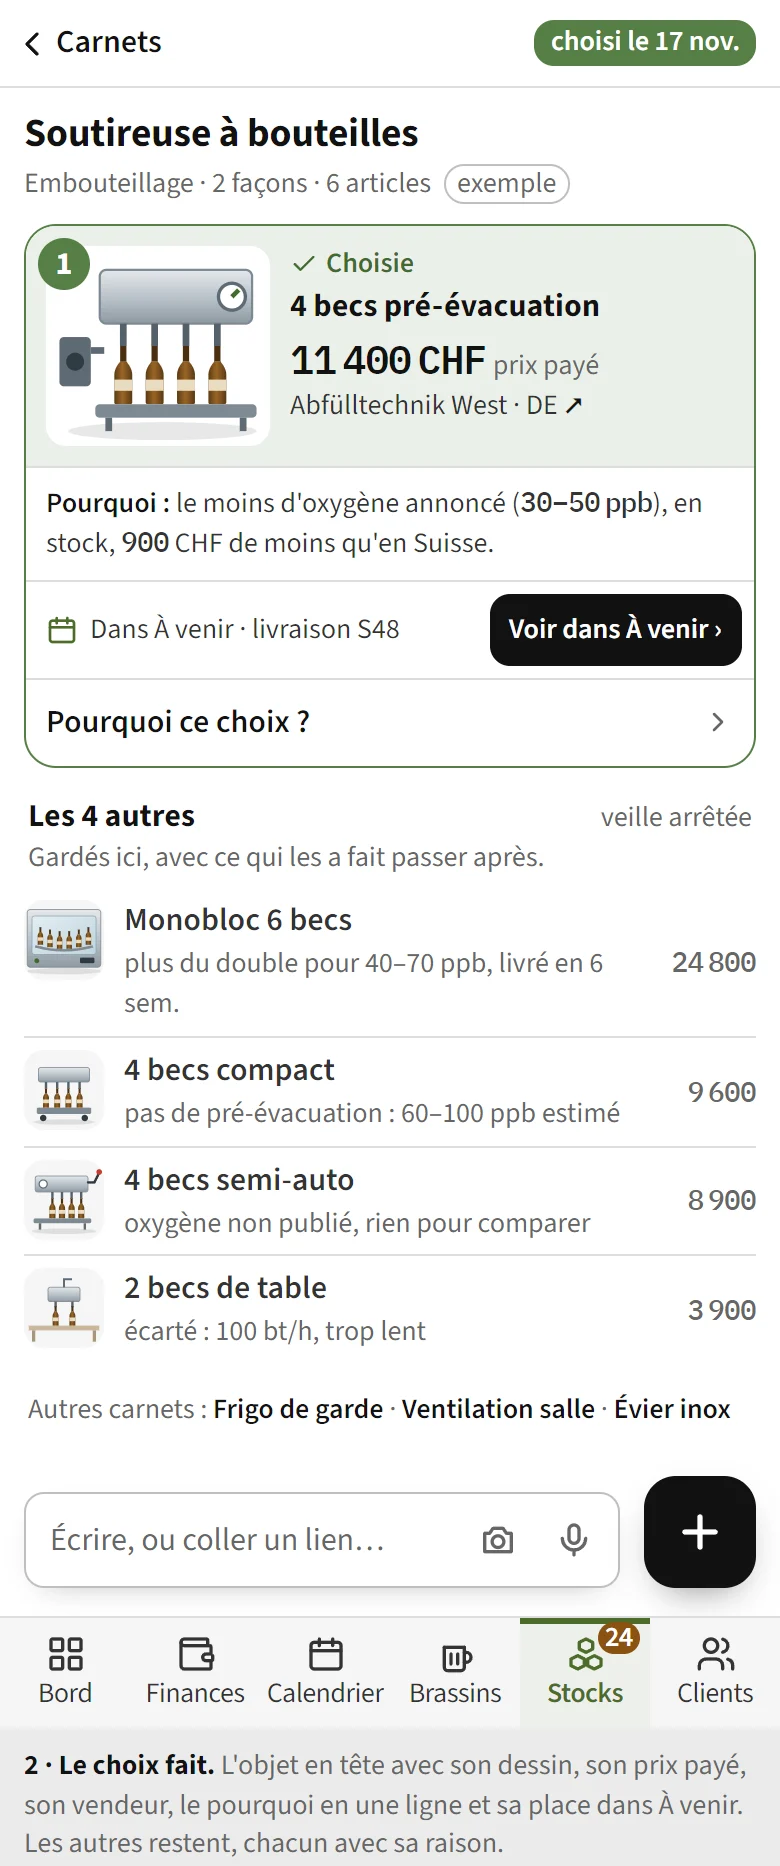 Carnets
choisi le 17 nov.
Soutireuse à bouteilles
Embouteillage · 2 façons · 6 articles exemple
1
Choisie
4 becs pré-évacuation
11 400 CHF prix payé
Abfülltechnik West · DE ↗
Pourquoi : le moins d'oxygène annoncé (30–50 ppb), en
stock, 900 CHF de moins qu'en Suisse.
Dans À venir · livraison S48
Voir dans À venir ›
Pourquoi ce choix ?
Les 4 autres
veille arrêtée
Gardés ici, avec ce qui les a fait passer après.
Monobloc 6 becs
plus du double pour 40–70 ppb, livré en 6
sem.
24 800
4 becs compact
pas de pré-évacuation : 60–100 ppb estimé
9 600
4 becs semi-auto
oxygène non publié, rien pour comparer
8 900
2 becs de table
écarté : 100 bt/h, trop lent
3 900
Autres carnets : Frigo de garde · Ventilation salle · Évier inox
Écrire, ou coller un lien…
24
Bord
Finances
Calendrier
Brassins
Stocks
Clients
2 · Le choix fait. L'objet en tête avec son dessin, son prix payé,
son vendeur, le pourquoi en une ligne et sa place dans À venir.
Les autres restent, chacun avec sa raison.